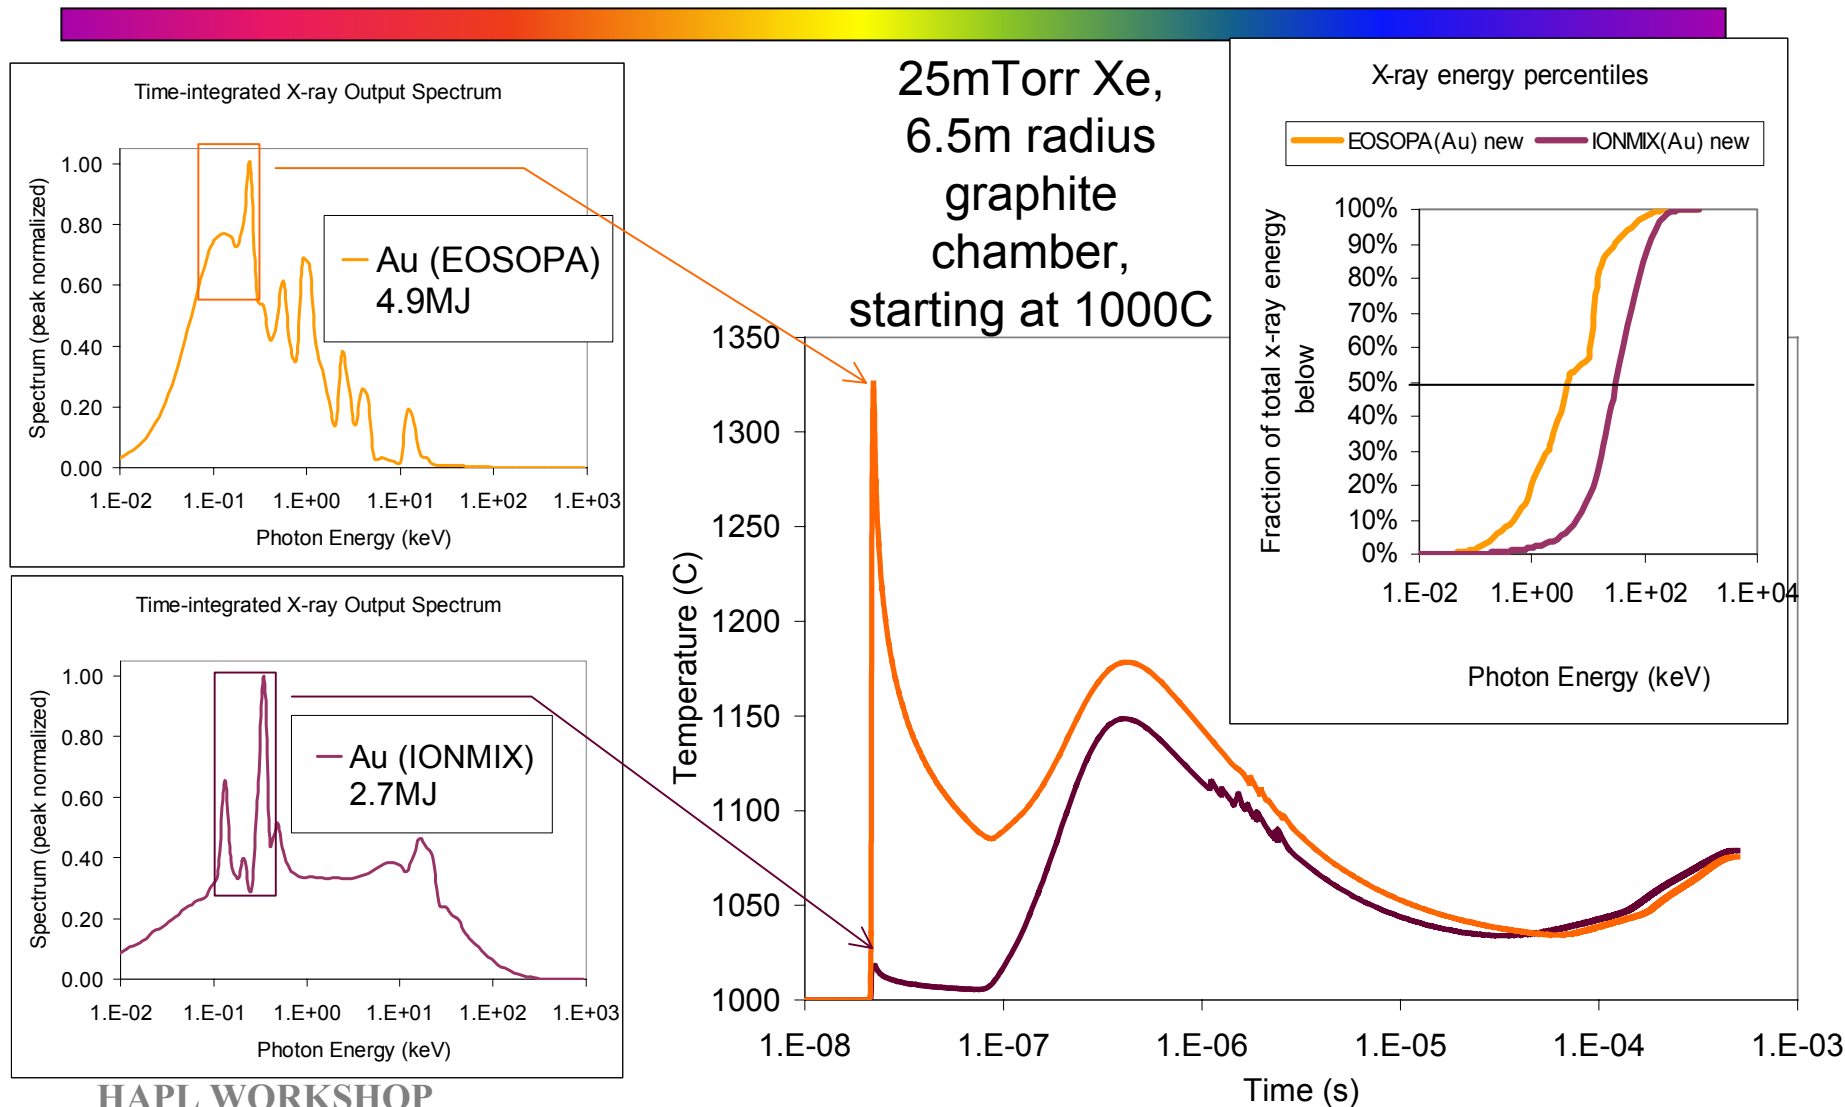 Time-integrated X-ray Output Spectrum
Spectrum (peak normalized)
1.00
0.80
0.60
0.40
0.20
0.00
1.E-02 1.E-01 1.E+00 1.E+01 1.E+02 1.E+03
Photon Energy (keV)
Au (EOSOPA)
4.9MJ
Time-integrated X-ray Output Spectrum
Spectrum (peak normalized)
1.00
0.80
0.60
0.40
0.20
0.00
1.E-02 1.E-01 1.E+00 1.E+01 1.E+02 1.E+03
Photon Energy (keV)
Au (IONMIX)
2.7MJ
25mTorr Xe,
6.5m radius
graphite
chamber,
starting at 1000C
Temperature (C)
1350
1300
1250
1200
1150
1100
1050
1000
1.E-08 1.E-07 1.E-06 1.E-05 1.E-04 1.E-03
Time (s)
X-ray energy percentiles
EOSOPA(Au) new IONMIX(Au) new
Fraction of total x-ray energy
below
100%
90%
80%
70%
60%
50%
40%
30%
20%
10%
0%
1.E-02 1.E+00 1.E+02 1.E+04
Photon Energy (keV)
HAPL WORKSHOP